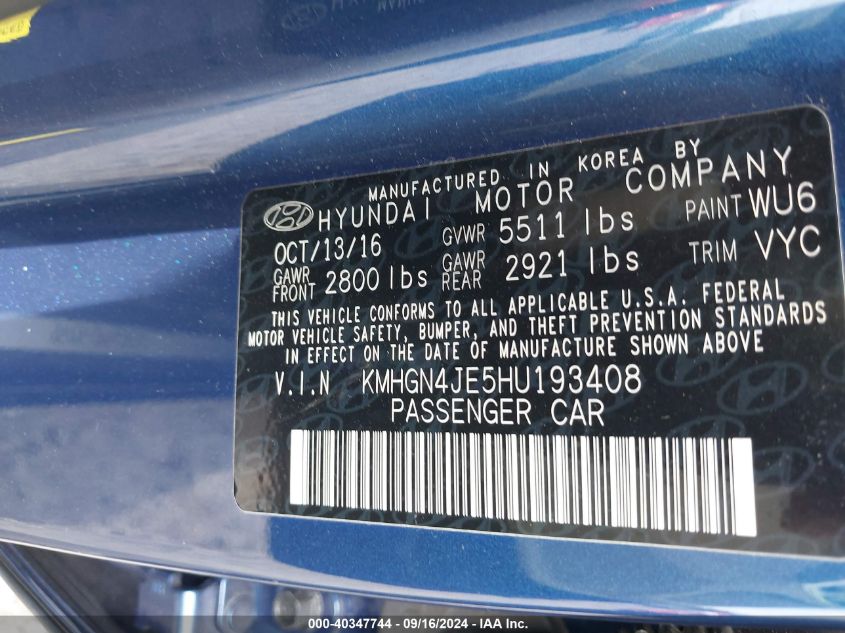 MANUFACTURED IN KOREA BY
HYUNDAI MOTOR COMPANY
OCT/13/16 GVWR 5511 lbs PAINT WU6
GAWR FRONT 2800 lbs GAWR REAR 2921 lbs TRIM VYC
THIS VEHICLE CONFORMS TO ALL APPLICABLE U.S.A. FEDERAL
MOTOR VEHICLE SAFETY, BUMPER, AND THEFT PREVENTION STANDARDS
IN EFFECT ON THE DATE OF MANUFACTURE SHOWN ABOVE
V.I.N KMHGN4JE5HU193408
PASSENGER CAR
000-40347744 - 09/16/2024 - IAA Inc.